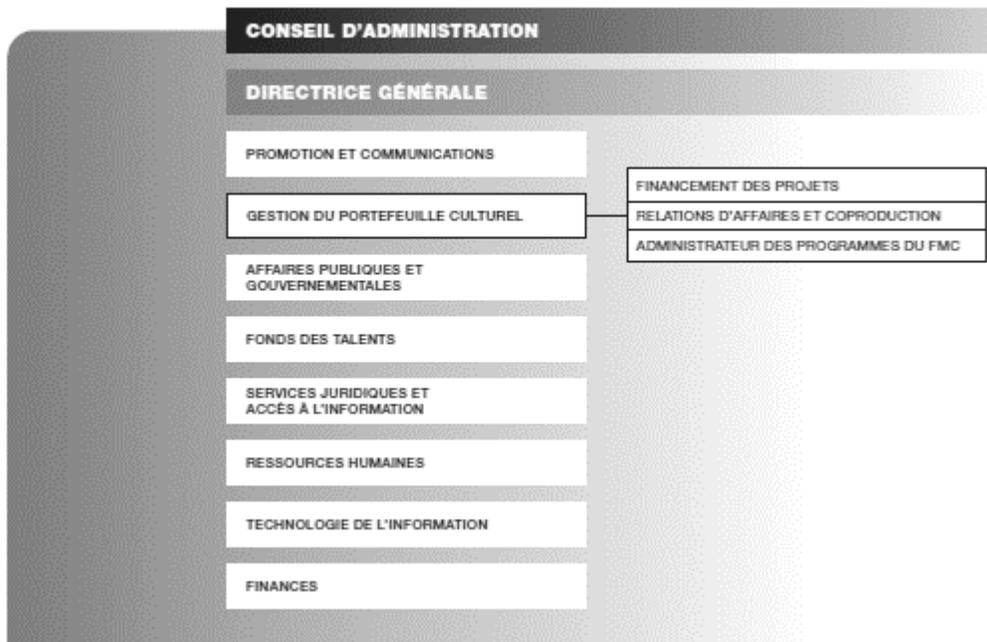 CONSEIL D'ADMINISTRATION
DIRECTRICE GÉNÉRALE
PROMOTION ET COMMUNICATIONS
GESTION DU PORTEFEUILLE CULTUREL
FINANCEMENT DES PROJETS
RELATIONS D'AFFAIRES ET COPRODUCTION
ADMINISTRATEUR DES PROGRAMMES DU FMC
AFFAIRES PUBLIQUES ET
GOUVERNEMENTALES
FONDS DES TALENTS
SERVICES JURIDIQUES ET
ACCÈS À L'INFORMATION
RESSOURCES HUMAINES
TECHNOLOGIE DE L'INFORMATION
FINANCES